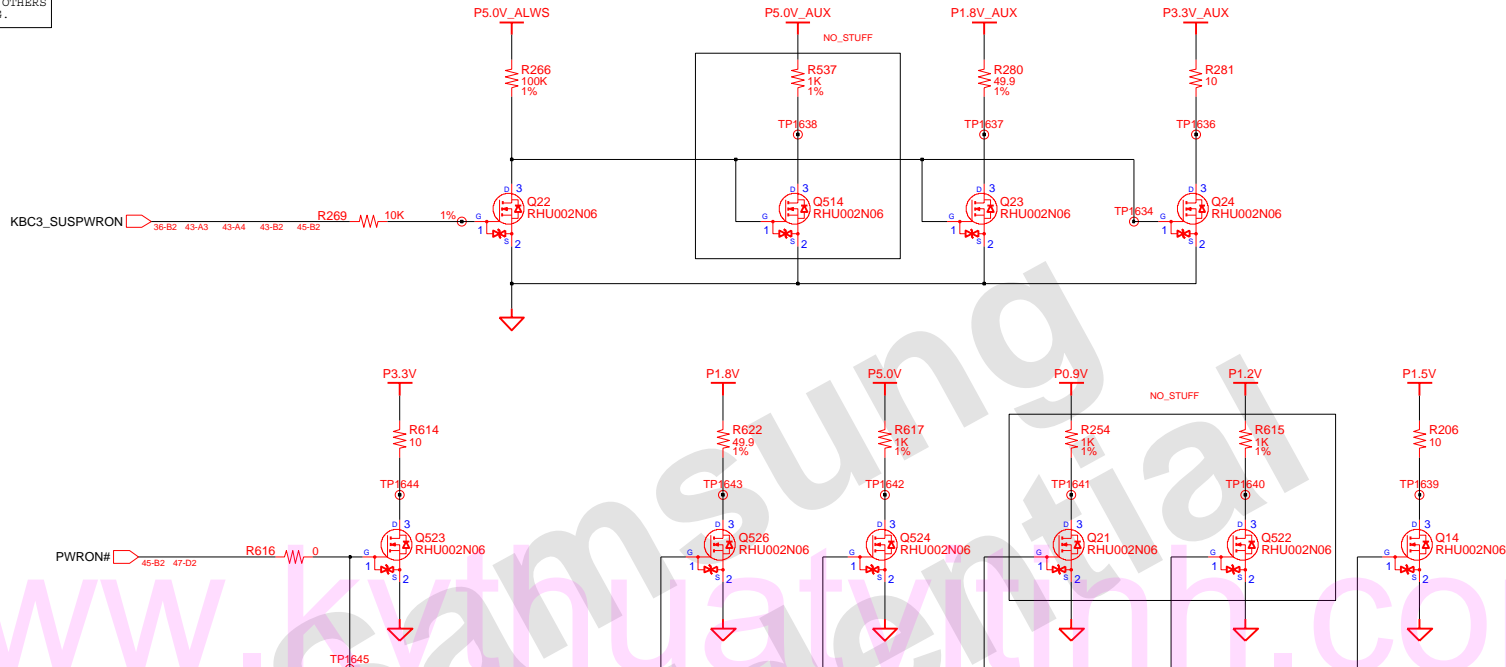 OTHERS
P5.0V_ALWS
P5.0V_AUX
P1.8V_AUX
P3.3V_AUX
NO_STUFF
R266
100K
1%
R537
1K
1%
R280
49.9
1%
R281
10
TP1638
TP1637
TP1636
D 3
Q22
RHU002N06
G
1
S 2
D 3
Q514
RHU002N06
G
1
S 2
D 3
Q23
RHU002N06
G
1
S 2
TP1634
D 3
Q24
RHU002N06
G
1
S 2
KBC3_SUSPWRON
36-B2 43-A3 43-A4 43-B2 45-B2
R269 10K 1%
P3.3V
P1.8V
P5.0V
P0.9V
P1.2V
P1.5V
NO_STUFF
R614
10
R622
49.9
1%
R617
1K
1%
R254
1K
1%
R615
1K
1%
R206
10
TP1644
TP1643
TP1642
TP1641
TP1640
TP1639
D 3
Q523
RHU002N06
G
1
S 2
D 3
Q526
RHU002N06
G
1
S 2
D 3
Q524
RHU002N06
G
1
S 2
D 3
Q21
RHU002N06
G
1
S 2
D 3
Q522
RHU002N06
G
1
S 2
D 3
Q14
RHU002N06
G
1
S 2
PWRON#
45-B2 47-D2
R616 0
TP1645
Samsung
dential
ww.kythuatvitinh.co